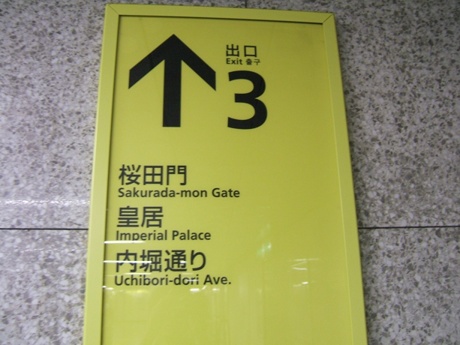 出口
Exit 출구
3
桜田門
Sakurada-mon Gate
皇居
Imperial Palace
内堀通り
Uchibori-dori Ave.